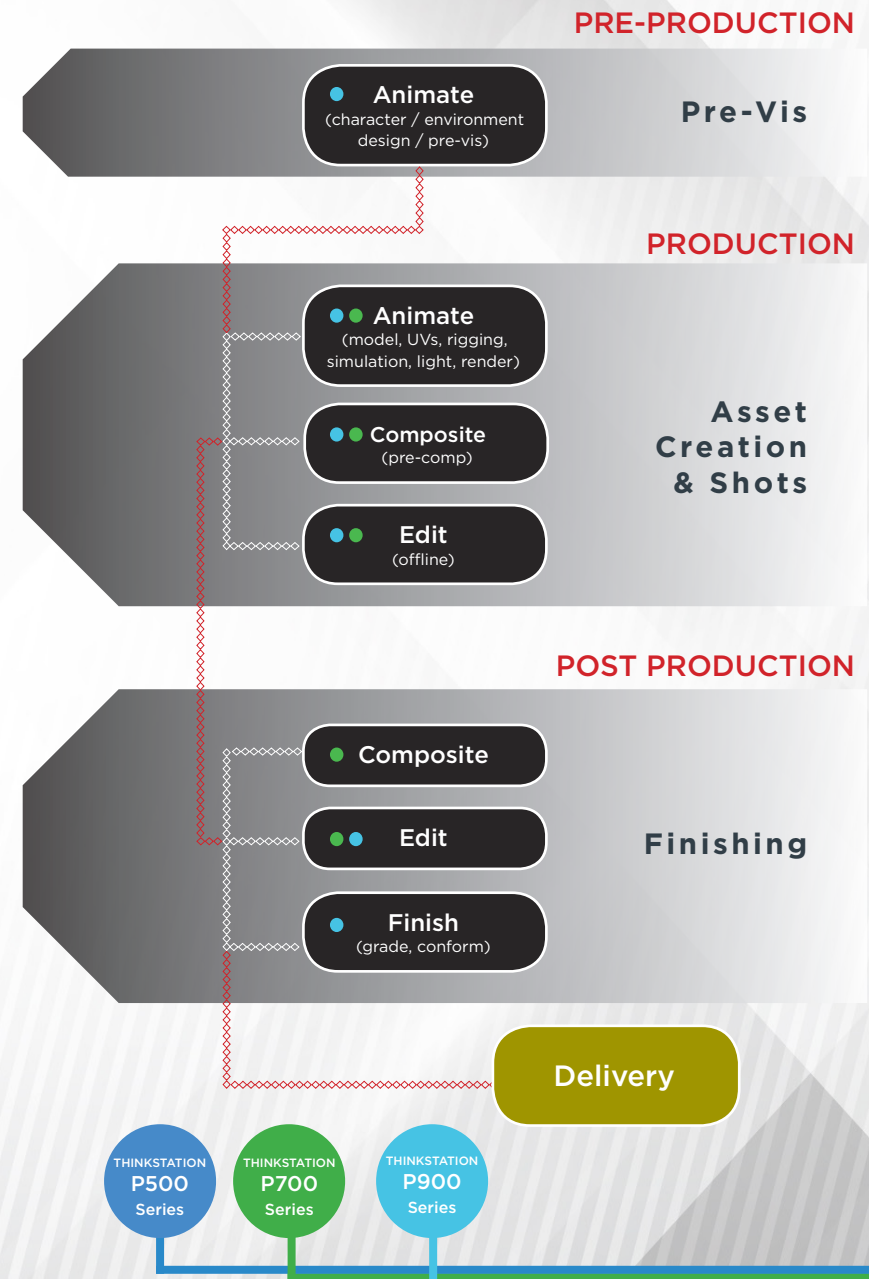 PRE-PRODUCTION
Animate
(character / environment
design / pre-vis)
Pre-Vis
PRODUCTION
Animate
(model, UVs, rigging,
simulation, light, render)
Composite
(pre-comp)
Edit
(offline)
Asset
Creation
& Shots
POST PRODUCTION
Composite
Edit
Finish
(grade, conform)
Finishing
Delivery
THINKSTATION
P500
Series
THINKSTATION
P700
Series
THINKSTATION
P900
Series